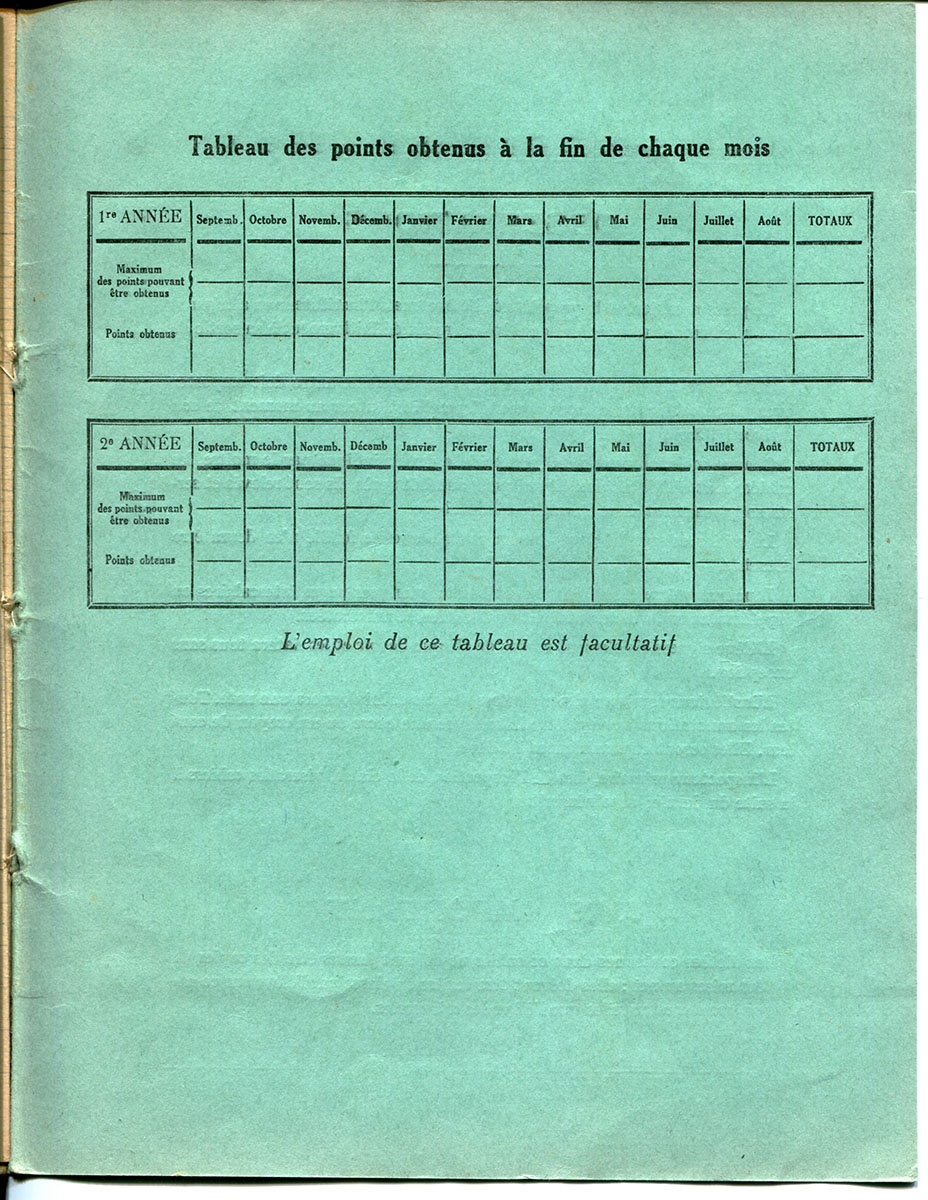 Tableau des points obtenus à la fin de chaque mois
1re ANNÉE Septemb. Octobre Novemb. Décemb. Janvier Février Mars Avril Mai Juin Juillet Août TOTAUX
Maximum
des points pouvant
être obtenus
Points obtenus
2e ANNÉE Septemb. Octobre Novemb. Décemb Janvier Février Mars Avril Mai Juin Juillet Août TOTAUX
Maximum
des points pouvant
être obtenus
Points obtenus
L'emploi de ce tableau est facultatif